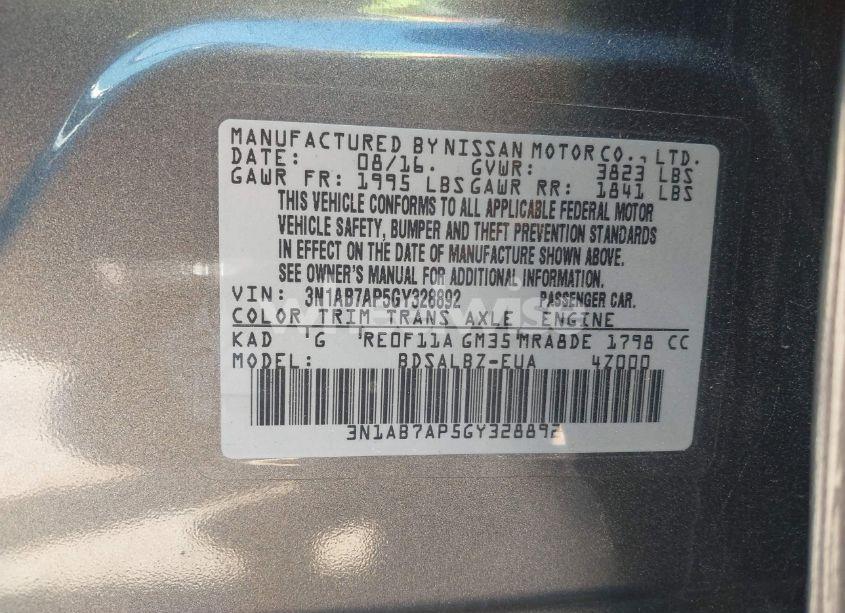 MANUFACTURED BY NISSAN MOTOR CO., LTD.
DATE: 08/16. GVWR: 3823 LBS
GAWR FR: 1995 LBS GAWR RR: 1841 LBS
THIS VEHICLE CONFORMS TO ALL APPLICABLE FEDERAL MOTOR
VEHICLE SAFETY, BUMPER AND THEFT PREVENTION STANDARDS
IN EFFECT ON THE DATE OF MANUFACTURE SHOWN ABOVE.
SEE OWNER'S MANUAL FOR ADDITIONAL INFORMATION.
VIN: 3N1AB7AP5GY328892 PASSENGER CAR.
COLOR TRIM TRANS AXLE ENGINE
KAD 'G 'RE0F11A GM35 'MRA8DE 1798 CC
MODEL: BDSALBZ-EUA 4Z000
3N1AB7AP5GY328892